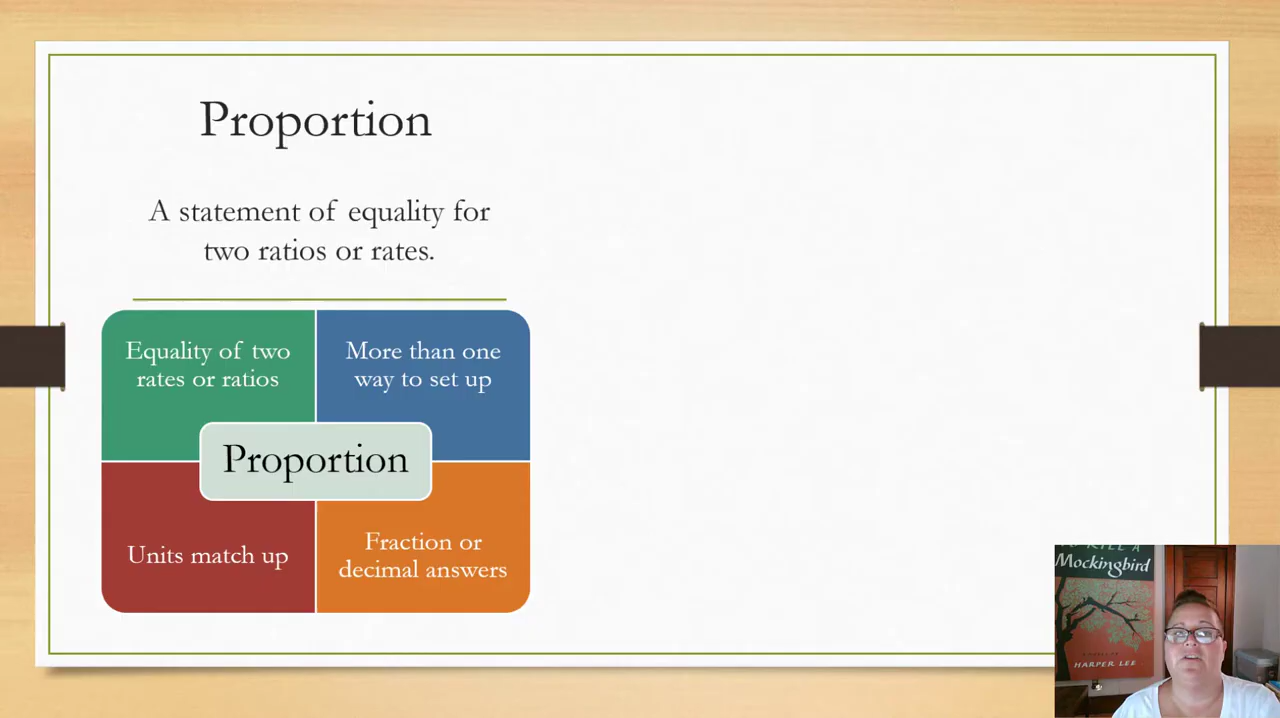 Proportion
A statement of equality for
two ratios or rates.
Equality of two
rates or ratios
More than one
way to set up
Proportion
Units match up
Fraction or
decimal answers
KILL A
Mockingbird
HARPER LEE